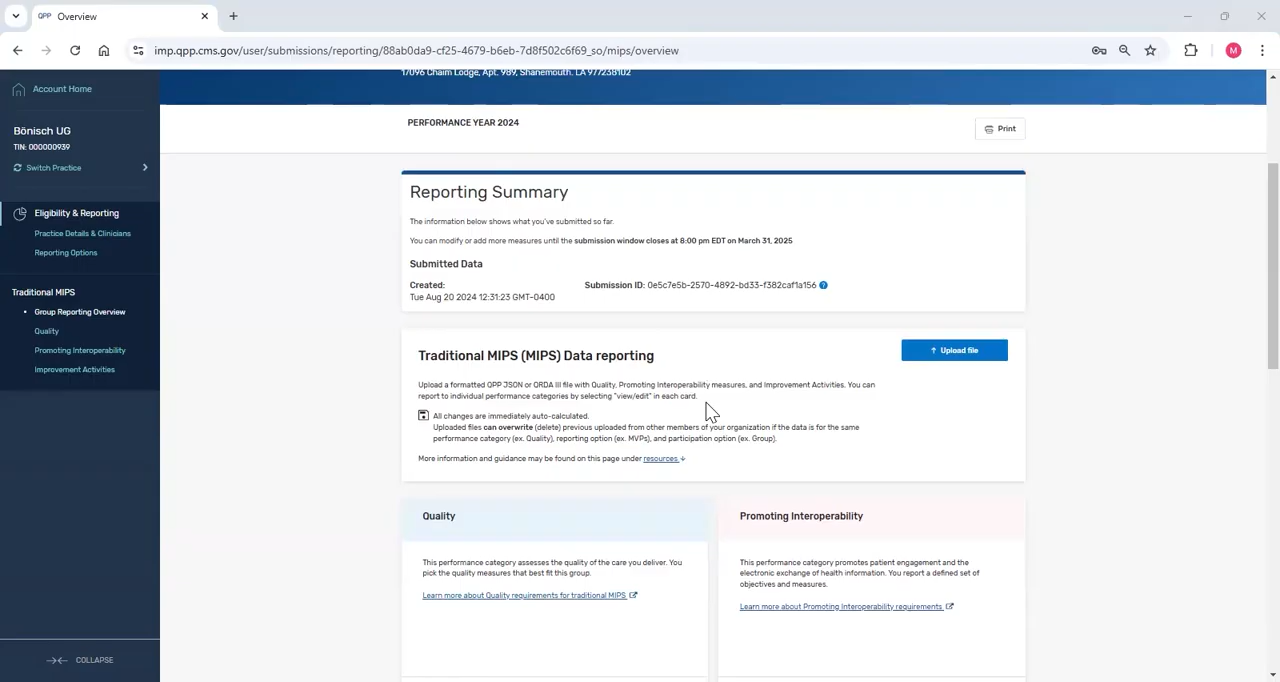 QPP Overview
imp.qpp.cms.gov/user/submissions/reporting/88ab0da9-cf25-4679-b6eb-7d8f502c6f69_so/mips/overview
M
Account Home
Bönisch UG
TIN: 000000939
Switch Practice
Eligibility & Reporting
Practice Details & Clinicians
Reporting Options
Traditional MIPS
Group Reporting Overview
Quality
Promoting Interoperability
Improvement Activities
COLLAPSE
17096 Chaim Lodge, Apt. 989, Shanemouth, LA 977238102
PERFORMANCE YEAR 2024
Print
Reporting Summary
The information below shows what you've submitted so far.
You can modify or add more measures until the submission window closes at 8:00 pm EDT on March 31, 2025
Submitted Data
Created:
Tue Aug 20 2024 12:31:23 GMT-0400
Submission ID: 0e5c7e5b-2570-4892-bd33-f382caf1a156 ?
Traditional MIPS (MIPS) Data reporting
Upload file
Upload a formatted QPP JSON or QRDA III file with Quality, Promoting Interoperability measures, and Improvement Activities. You can
report to individual performance categories by selecting "view/edit" in each card.
All changes are immediately auto-calculated.
Uploaded files can overwrite (delete) previous uploaded from other members of your organization if the data is for the same
performance category (ex. Quality), reporting option (ex. MVPs), and participation option (ex. Group).
More information and guidance may be found on this page under resources
Quality
This performance category assesses the quality of the care you deliver. You
pick the quality measures that best fit this group.
Learn more about Quality requirements for traditional MIPS
Promoting Interoperability
This performance category promotes patient engagement and the
electronic exchange of health information. You report a defined set of
objectives and measures.
Learn more about Promoting Interoperability requirements